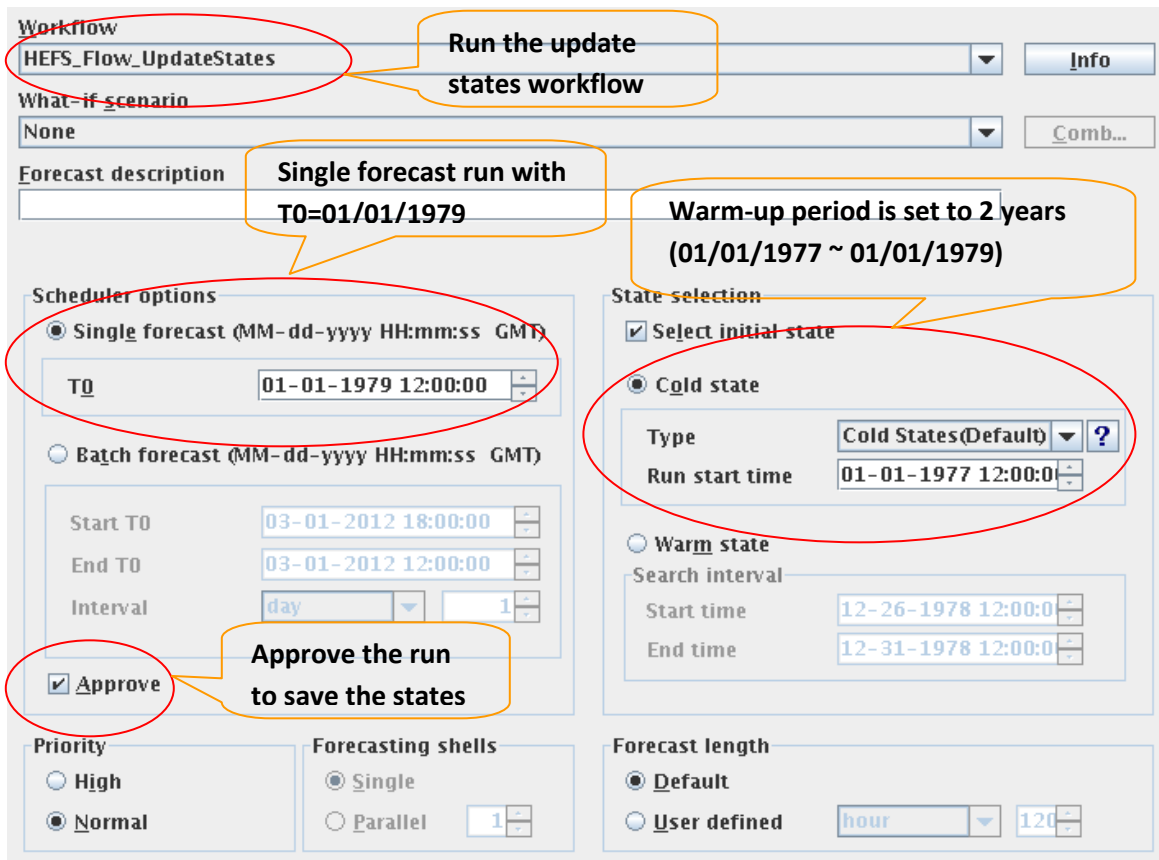 Workflow
HEFS_Flow_UpdateStates
Info
Run the update
states workflow
What-if scenario
None
Comb...
Forecast description
Single forecast run with
T0=01/01/1979
Warm-up period is set to 2 years
(01/01/1977 ~ 01/01/1979)
Scheduler options
Single forecast (MM-dd-yyyy HH:mm:ss GMT)
T0
01-01-1979 12:00:00
Batch forecast (MM-dd-yyyy HH:mm:ss GMT)
Start T0
03-01-2012 18:00:00
End T0
03-01-2012 12:00:00
Interval
day
1
Approve
Approve the run
to save the states
State selection
Select initial state
Cold state
Type
Cold States(Default)
?
Run start time
01-01-1977 12:00:0
Warm state
Search interval
Start time
12-26-1978 12:00:0
End time
12-31-1978 12:00:0
Priority
High
Normal
Forecasting shells
Single
Parallel
1
Forecast length
Default
User defined
hour
120